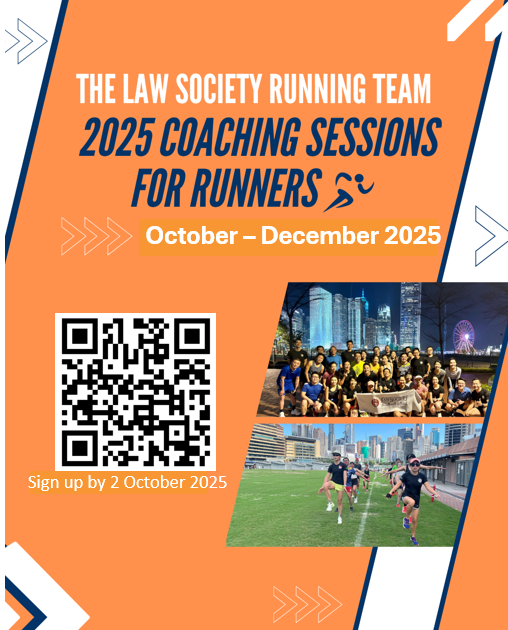 THE LAW SOCIETY RUNNING TEAM
2025 COACHING SESSIONS
FOR RUNNERS
October – December 2025
Sign up by 2 October 2025